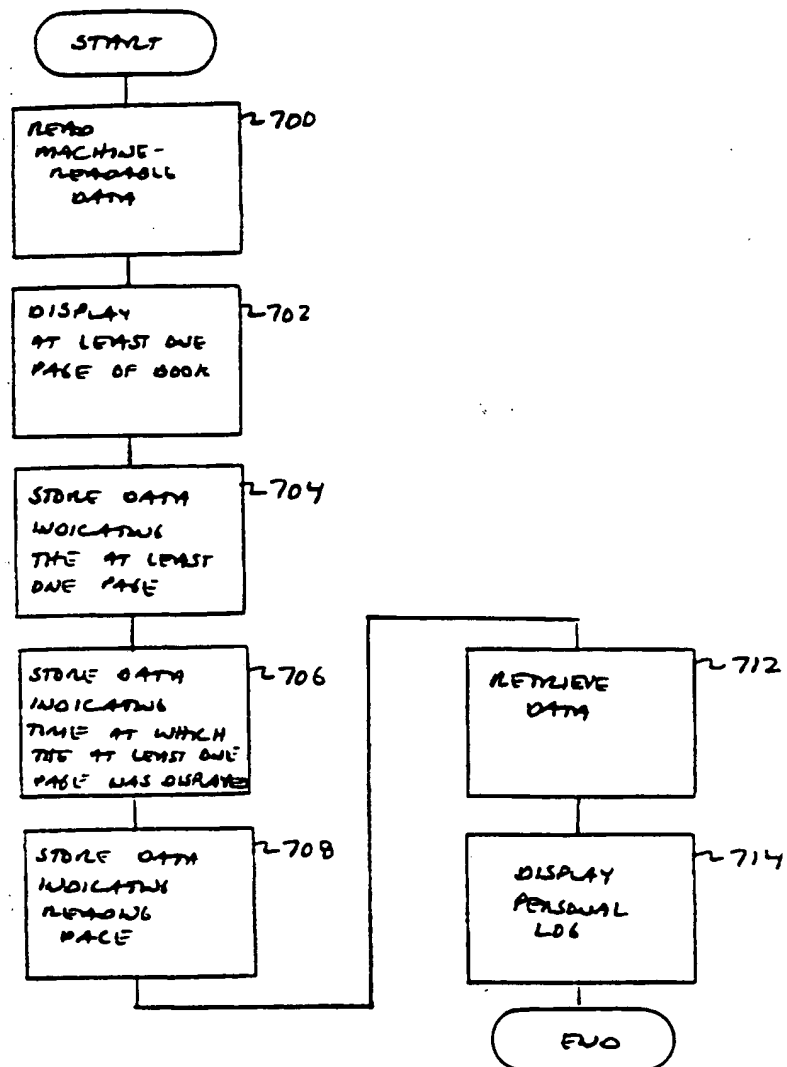 START
700
READ
MACHINE-
READABLE
DATA
702
DISPLAY
AT LEAST ONE
PAGE OF BOOK
704
STORE DATA
INDICATING
THE AT LEAST
ONE PAGE
706
STORE DATA
INDICATING
TIME AT WHICH
THE AT LEAST ONE
PAGE WAS DISPLAYED
708
STORE DATA
INDICATING
READING
PACE
712
RETRIEVE
DATA
714
DISPLAY
PERSONAL
LOG
END